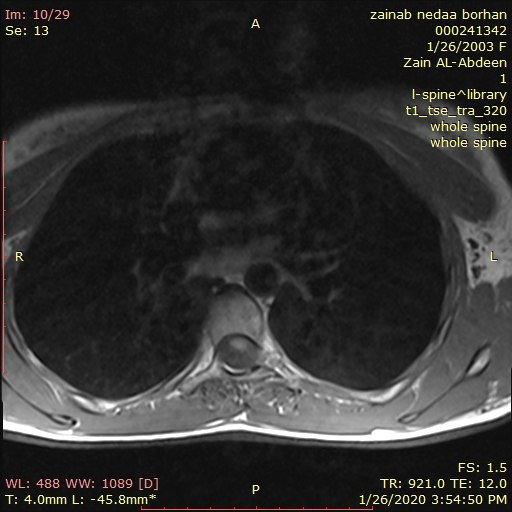 Im: 10/29
Se: 13
A
zainab nedaa borhan
000241342
1/26/2003 F
Zain AL-Abdeen
1
l-spine^library
t1_tse_tra_320
whole spine
whole spine
R
L
WL: 488 WW: 1089 [D]
T: 4.0mm L: -45.8mm*
P
FS: 1.5
TR: 921.0 TE: 12.0
1/26/2020 3:54:50 PM